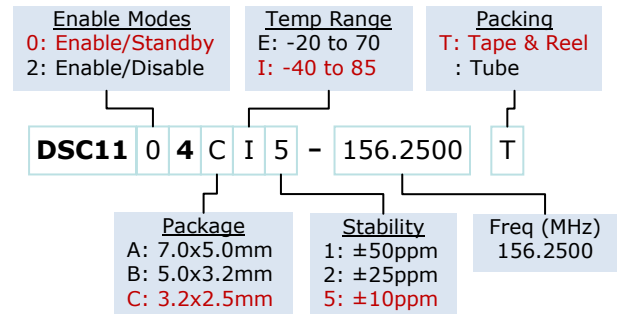 Enable Modes
0: Enable/Standby
2: Enable/Disable
Temp Range
E: -20 to 70
I: -40 to 85
Packing
T: Tape & Reel
: Tube
DSC11 0 4 C I 5 – 156.2500 T
Package
A: 7.0x5.0mm
B: 5.0x3.2mm
C: 3.2x2.5mm
Stability
1: ±50ppm
2: ±25ppm
5: ±10ppm
Freq (MHz)
156.2500